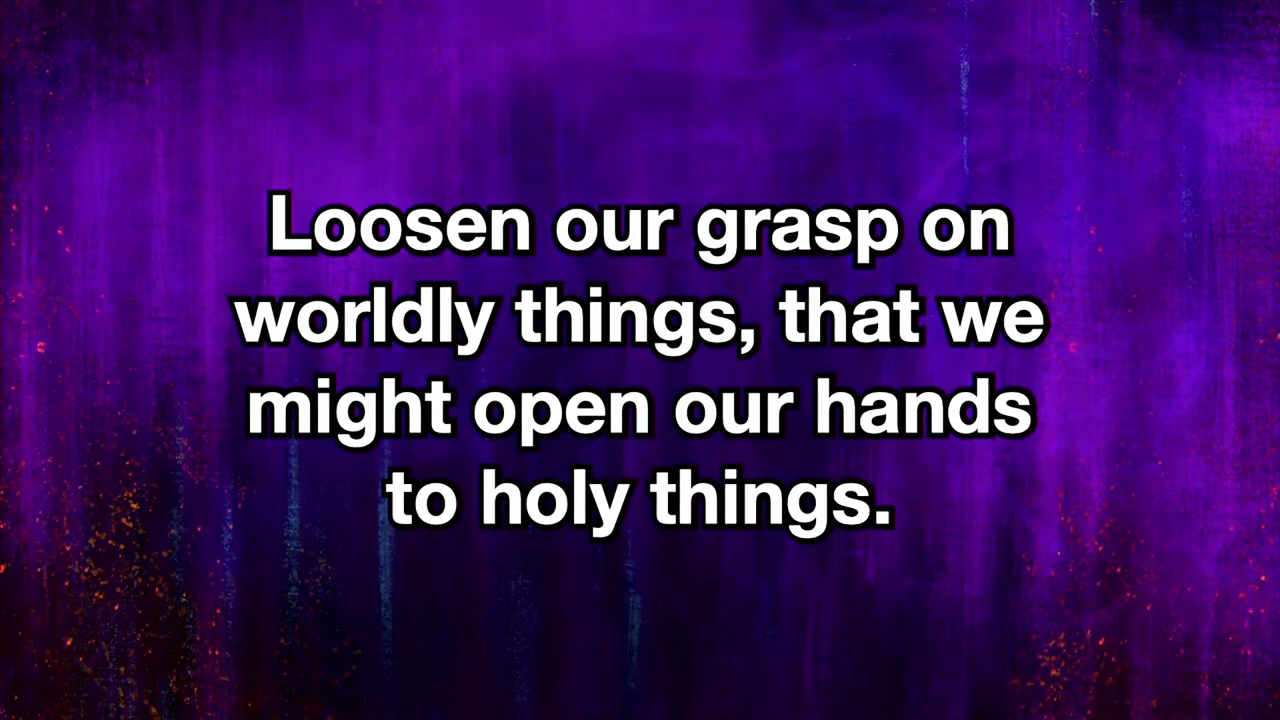 Loosen our grasp on
worldly things, that we
might open our hands
to holy things.